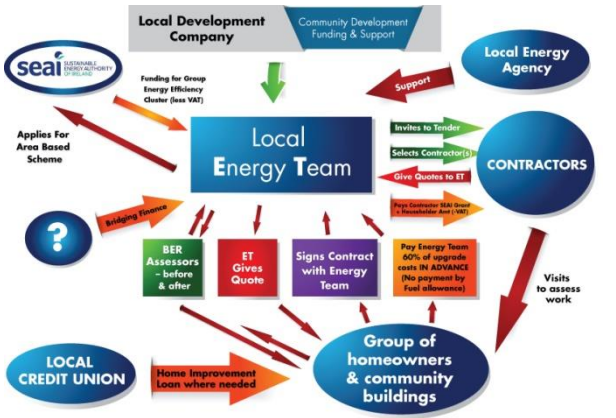 Local Development
Company
Community Development
Funding & Support
seai
SUSTAINABLE
ENERGY AUTHORITY
OF IRELAND
Funding for Group
Energy Efficiency
Cluster (less VAT)
Support
Local Energy
Agency
Applies For
Area Based
Scheme
Local
Energy Team
Invites to Tender
Selects Contractor(s)
Give Quotes to ET
Pays Contractor SEAI Grant
+ Householder Amt (-VAT)
CONTRACTORS
?
Bridging Finance
BER
Assessors
– before
& after
ET
Gives
Quote
Signs Contract
with Energy
Team
Pay Energy Team
60% of upgrade
costs IN ADVANCE
(No payment by
Fuel allowance)
Visits
to assess
work
LOCAL
CREDIT UNION
Home Improvement
Loan where needed
Group of
homeowners
& community
buildings